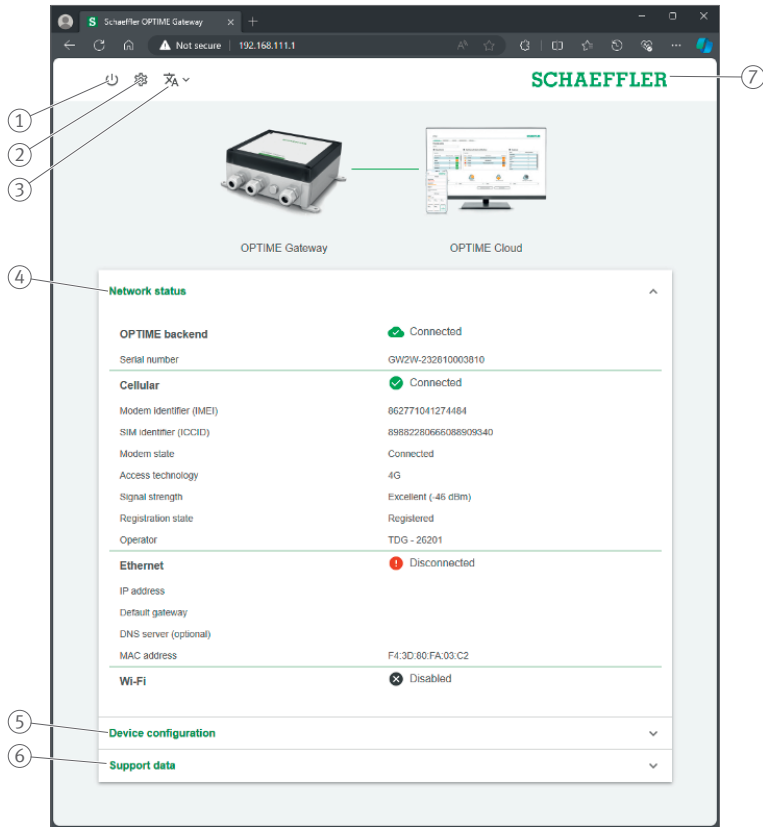 S Schaeffler OPTIME Gateway
Not secure 192.168.111.1
1
2
3
7
SCHAEFFLER
OPTIME Gateway OPTIME Cloud
4
Network status
OPTIME backend Connected
Serial number GW2W-232810003810
Cellular Connected
Modem identifier (IMEI) 862771041274484
SIM identifier (ICCID) 89882280666088909340
Modem state Connected
Access technology 4G
Signal strength Excellent (-46 dBm)
Registration state Registered
Operator TDG - 26201
Ethernet Disconnected
IP address
Default gateway
DNS server (optional)
MAC address F4:3D:80:FA:03:C2
Wi-Fi Disabled
5
Device configuration
6
Support data